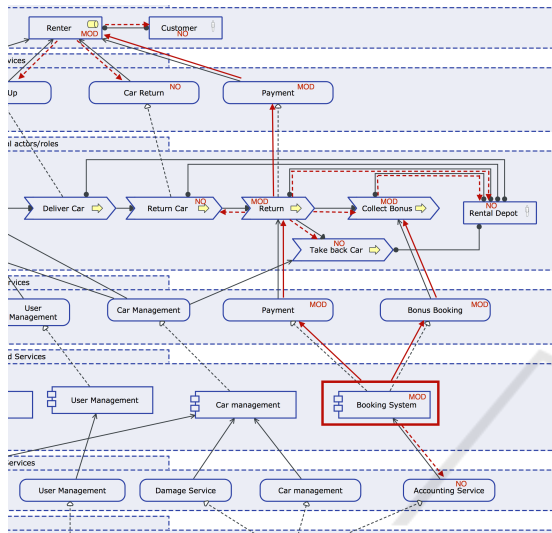 Renter
MOD
Customer
NO
vices
Up
Car Return
NO
Payment
MOD
al actors/roles
Deliver Car
Return Car
NO
MOD
Return
MOD
Collect Bonus
NO
Rental Depot
NO
Take back Car
rvices
User
Management
Car Management
Payment
MOD
Bonus Booking
MOD
d Services
User Management
Car management
MOD
Booking System
ervices
User Management
Damage Service
Car management
NO
Accounting Service